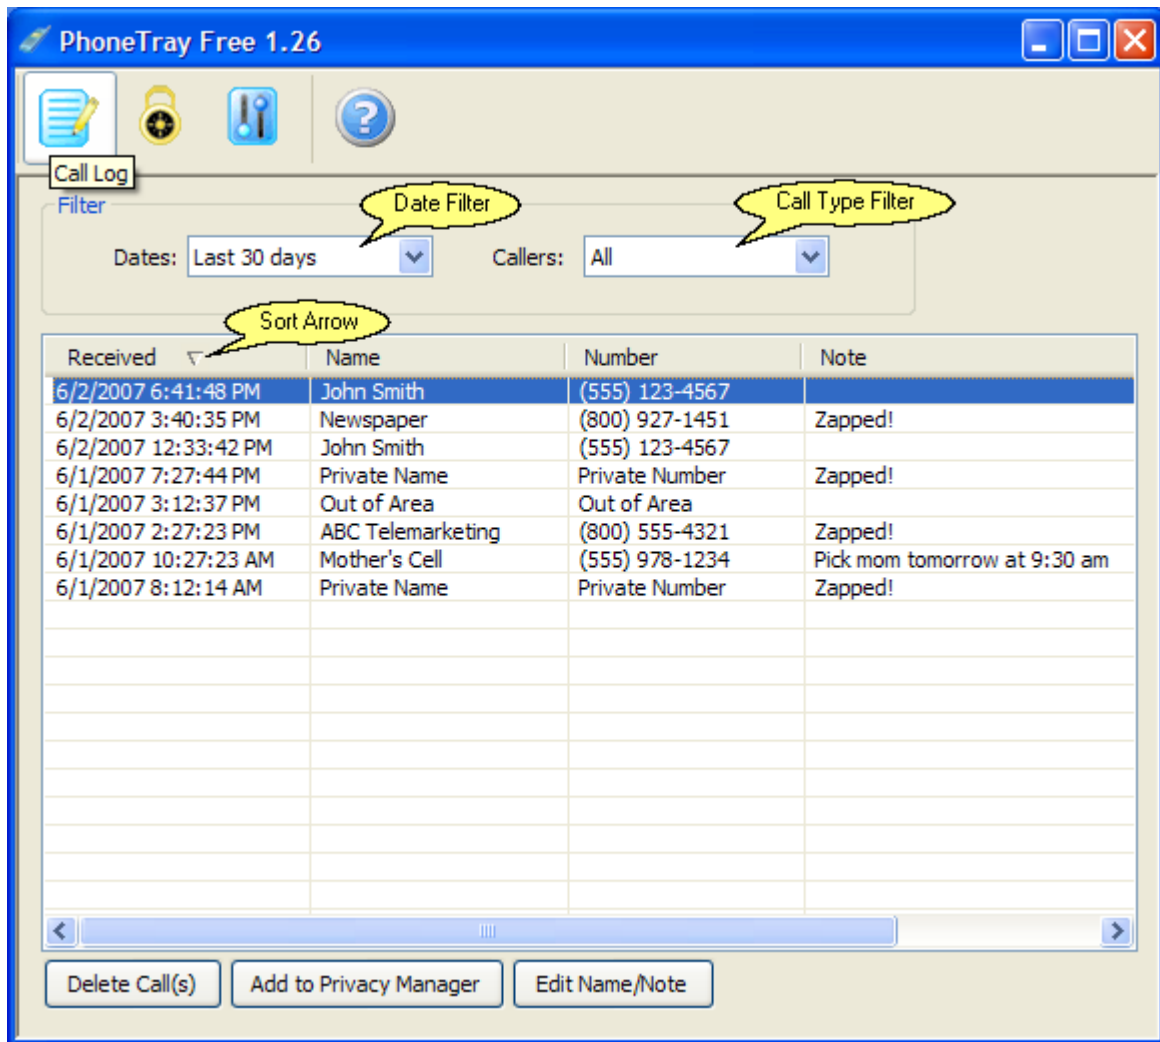 PhoneTray Free 1.26
Call Log
Filter
Date Filter
Call Type Filter
Dates: Last 30 days Callers: All
Sort Arrow
Received Name Number Note
6/2/2007 6:41:48 PM John Smith (555) 123-4567
6/2/2007 3:40:35 PM Newspaper (800) 927-1451 Zapped!
6/2/2007 12:33:42 PM John Smith (555) 123-4567
6/1/2007 7:27:44 PM Private Name Private Number Zapped!
6/1/2007 3:12:37 PM Out of Area Out of Area
6/1/2007 2:27:23 PM ABC Telemarketing (800) 555-4321 Zapped!
6/1/2007 10:27:23 AM Mother's Cell (555) 978-1234 Pick mom tomorrow at 9:30 am
6/1/2007 8:12:14 AM Private Name Private Number Zapped!
Delete Call(s) Add to Privacy Manager Edit Name/Note